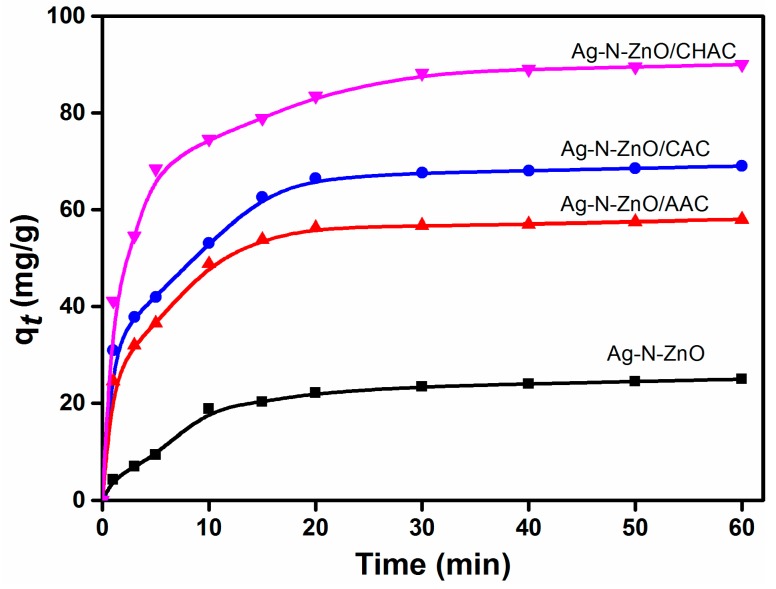 100
80
60
40
20
0
qt (mg/g)
Ag-N-ZnO/CHAC
Ag-N-ZnO/CAC
Ag-N-ZnO/AAC
Ag-N-ZnO
0 10 20 30 40 50 60
Time (min)